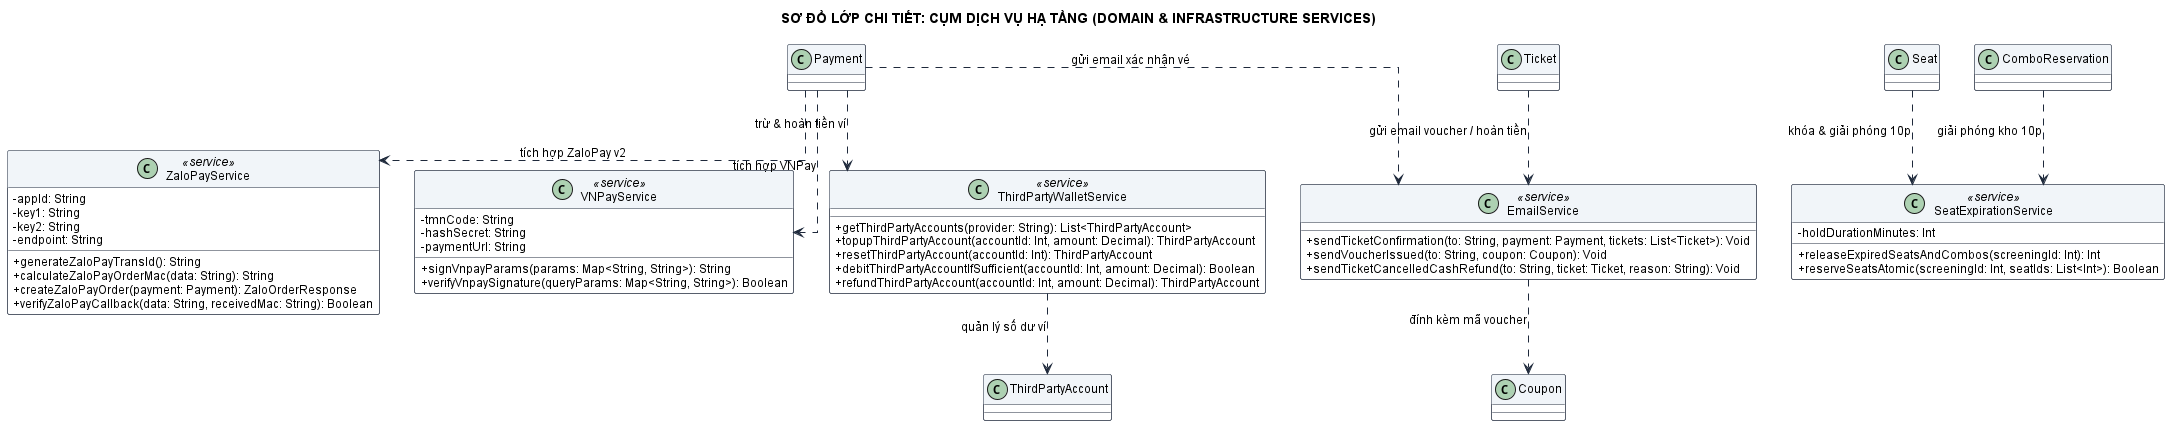 SƠ ĐỒ LỚP CHI TIẾT: CỤM DỊCH VỤ HẠ TẦNG (DOMAIN & INFRASTRUCTURE SERVICES)
C Payment
C Ticket
C Seat
C ComboReservation
gửi email xác nhận vé
trừ & hoàn tiền ví
gửi email voucher / hoàn tiền
khóa & giải phóng 10p
giải phóng kho 10p
tích hợp ZaloPay v2
tích hợp VNPay
C «service»
ZaloPayService
-appId: String
-key1: String
-key2: String
-endpoint: String
+generateZaloPayTransId(): String
+calculateZaloPayOrderMac(data: String): String
+createZaloPayOrder(payment: Payment): ZaloOrderResponse
+verifyZaloPayCallback(data: String, receivedMac: String): Boolean
C «service»
VNPayService
-tmnCode: String
-hashSecret: String
-paymentUrl: String
+signVnpayParams(params: Map<String, String>): String
+verifyVnpaySignature(queryParams: Map<String, String>): Boolean
C «service»
ThirdPartyWalletService
+getThirdPartyAccounts(provider: String): List<ThirdPartyAccount>
+topupThirdPartyAccount(accountId: Int, amount: Decimal): ThirdPartyAccount
+resetThirdPartyAccount(accountId: Int): ThirdPartyAccount
+debitThirdPartyAccountIfSufficient(accountId: Int, amount: Decimal): Boolean
+refundThirdPartyAccount(accountId: Int, amount: Decimal): ThirdPartyAccount
C «service»
EmailService
+sendTicketConfirmation(to: String, payment: Payment, tickets: List<Ticket>): Void
+sendVoucherIssued(to: String, coupon: Coupon): Void
+sendTicketCancelledCashRefund(to: String, ticket: Ticket, reason: String): Void
C «service»
SeatExpirationService
-holdDurationMinutes: Int
+releaseExpiredSeatsAndCombos(screeningId: Int): Int
+reserveSeatsAtomic(screeningId: Int, seatIds: List<Int>): Boolean
quản lý số dư ví
đính kèm mã voucher
C ThirdPartyAccount
C Coupon